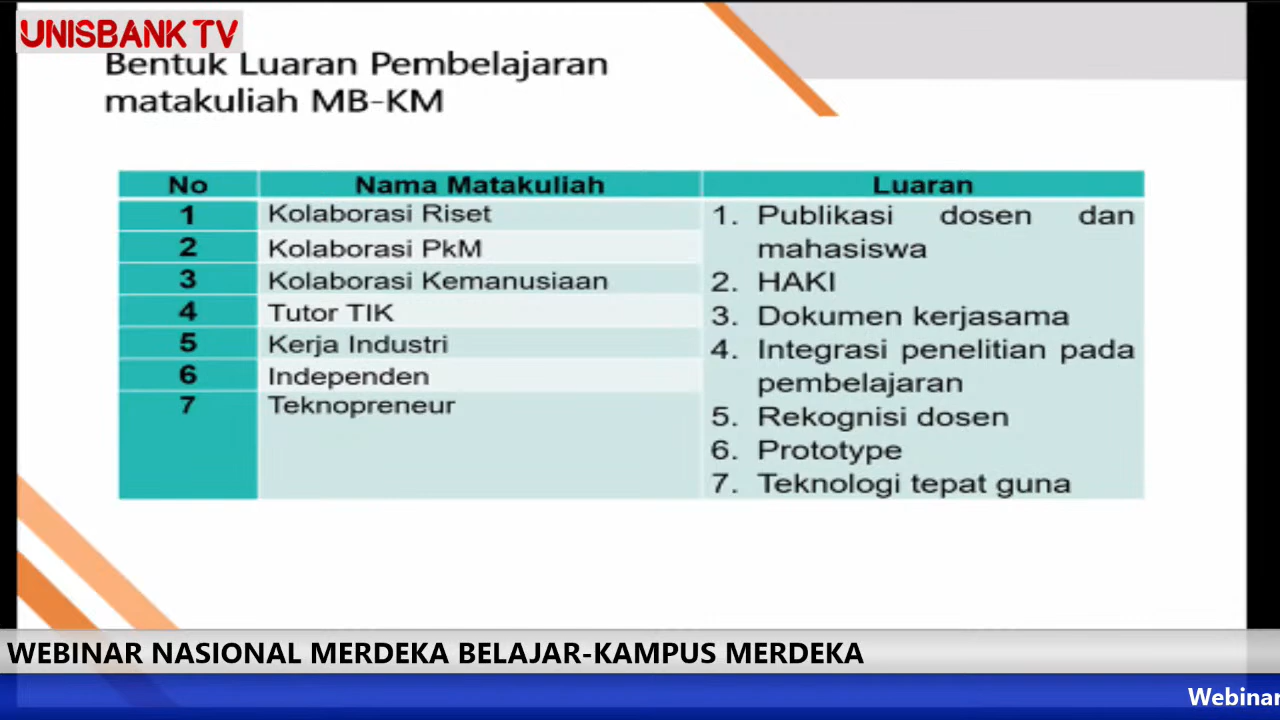 UNISBANK TV
Bentuk Luaran Pembelajaran
matakuliah MB-KM
No Nama Matakuliah Luaran
1 Kolaborasi Riset
2 Kolaborasi PkM
3 Kolaborasi Kemanusiaan
4 Tutor TIK
5 Kerja Industri
6 Independen
7 Teknopreneur
1. Publikasi dosen dan
mahasiswa
2. HAKI
3. Dokumen kerjasama
4. Integrasi penelitian pada
pembelajaran
5. Rekognisi dosen
6. Prototype
7. Teknologi tepat guna
WEBINAR NASIONAL MERDEKA BELAJAR-KAMPUS MERDEKA
Webinar